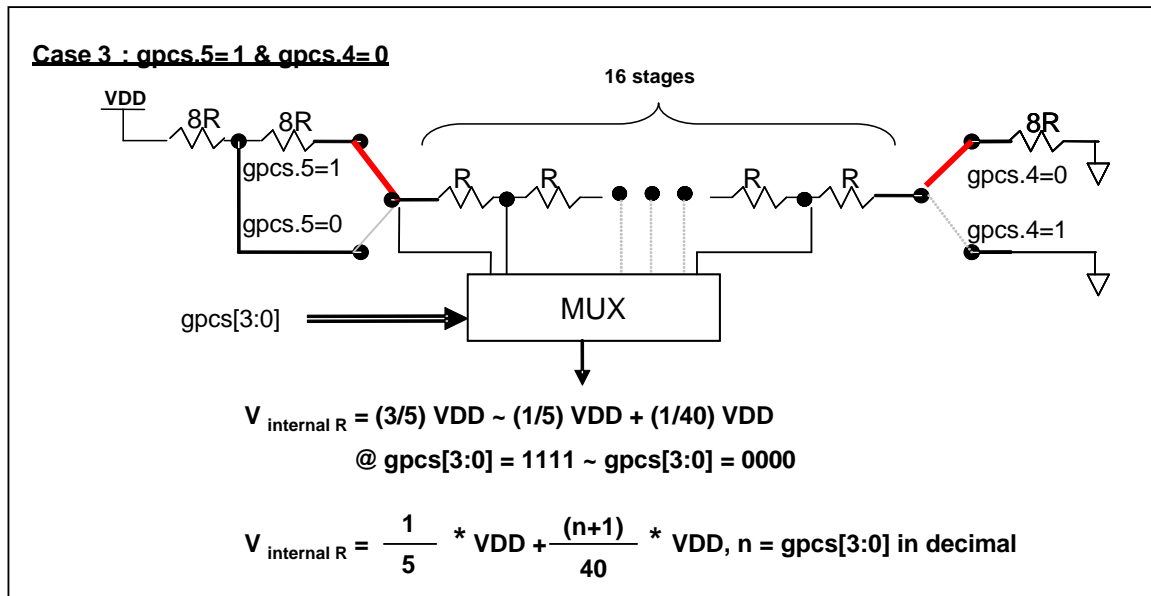 Case 3 : gpcs.5= 1 & gpcs.4= 0
16 stages
VDD
8R 8R 8R
gpcs.5=1 R R R R gpcs.4=0
gpcs.5=0 gpcs.4=1
MUX
gpcs[3:0]
V internal R = (3/5) VDD ~ (1/5) VDD + (1/40) VDD
@ gpcs[3:0] = 1111 ~ gpcs[3:0] = 0000
V internal R = 1/5 * VDD + (n+1)/40 * VDD, n = gpcs[3:0] in decimal